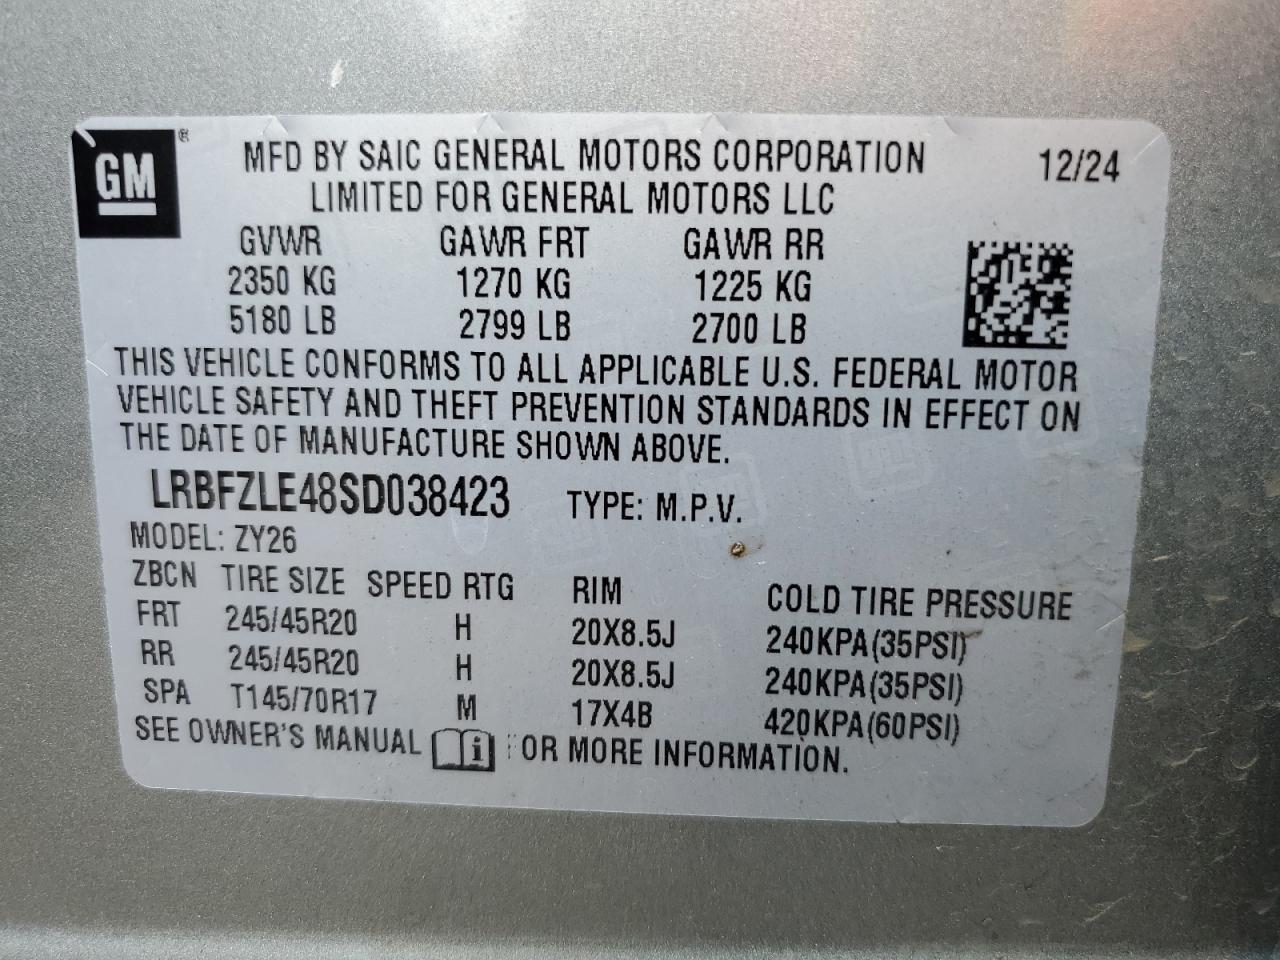 GM ®
MFD BY SAIC GENERAL MOTORS CORPORATION 12/24
LIMITED FOR GENERAL MOTORS LLC
GVWR GAWR FRT GAWR RR
2350 KG 1270 KG 1225 KG
5180 LB 2799 LB 2700 LB
THIS VEHICLE CONFORMS TO ALL APPLICABLE U.S. FEDERAL MOTOR
VEHICLE SAFETY AND THEFT PREVENTION STANDARDS IN EFFECT ON
THE DATE OF MANUFACTURE SHOWN ABOVE.
LRBFZLE48SD038423 TYPE: M.P.V.
MODEL: ZY26
ZBCN TIRE SIZE SPEED RTG RIM COLD TIRE PRESSURE
FRT 245/45R20 H 20X8.5J 240KPA(35PSI)
RR 245/45R20 H 20X8.5J 240KPA(35PSI)
SPA T145/70R17 M 17X4B 420KPA(60PSI)
SEE OWNER'S MANUAL i OR MORE INFORMATION.